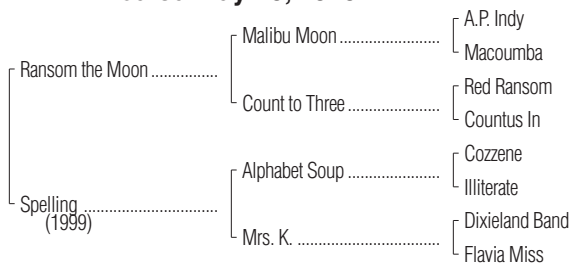 A.P. Indy
Malibu Moon ....................
Macoumba
Ransom the Moon ..............
Red Ransom
Count to Three ...................
Countus In
Cozzene
Alphabet Soup ...................
Illiterate
Spelling ...........................
(1999)
Dixieland Band
Mrs. K. .............................
Flavia Miss